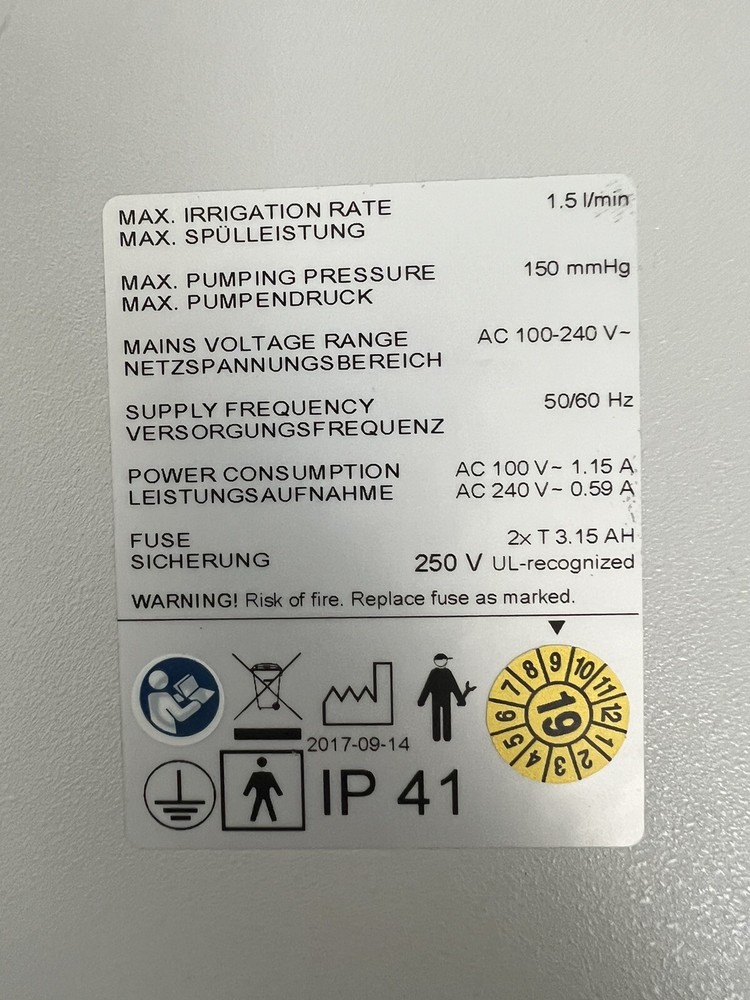 MAX. IRRIGATION RATE 1.5 l/min
MAX. SPÜLLEISTUNG
MAX. PUMPING PRESSURE 150 mmHg
MAX. PUMPENDRUCK
MAINS VOLTAGE RANGE AC 100-240 V~
NETZSPANNUNGSBEREICH
SUPPLY FREQUENCY 50/60 Hz
VERSORGUNGSFREQUENZ
POWER CONSUMPTION AC 100 V~ 1.15 A
LEISTUNGSAUFNAHME AC 240 V~ 0.59 A
FUSE 2x T 3.15 AH
SICHERUNG 250 V UL-recognized
WARNING! Risk of fire. Replace fuse as marked.
2017-09-14
IP 41
1 2 3 4 5 6 7 8 9 10 11 12
19